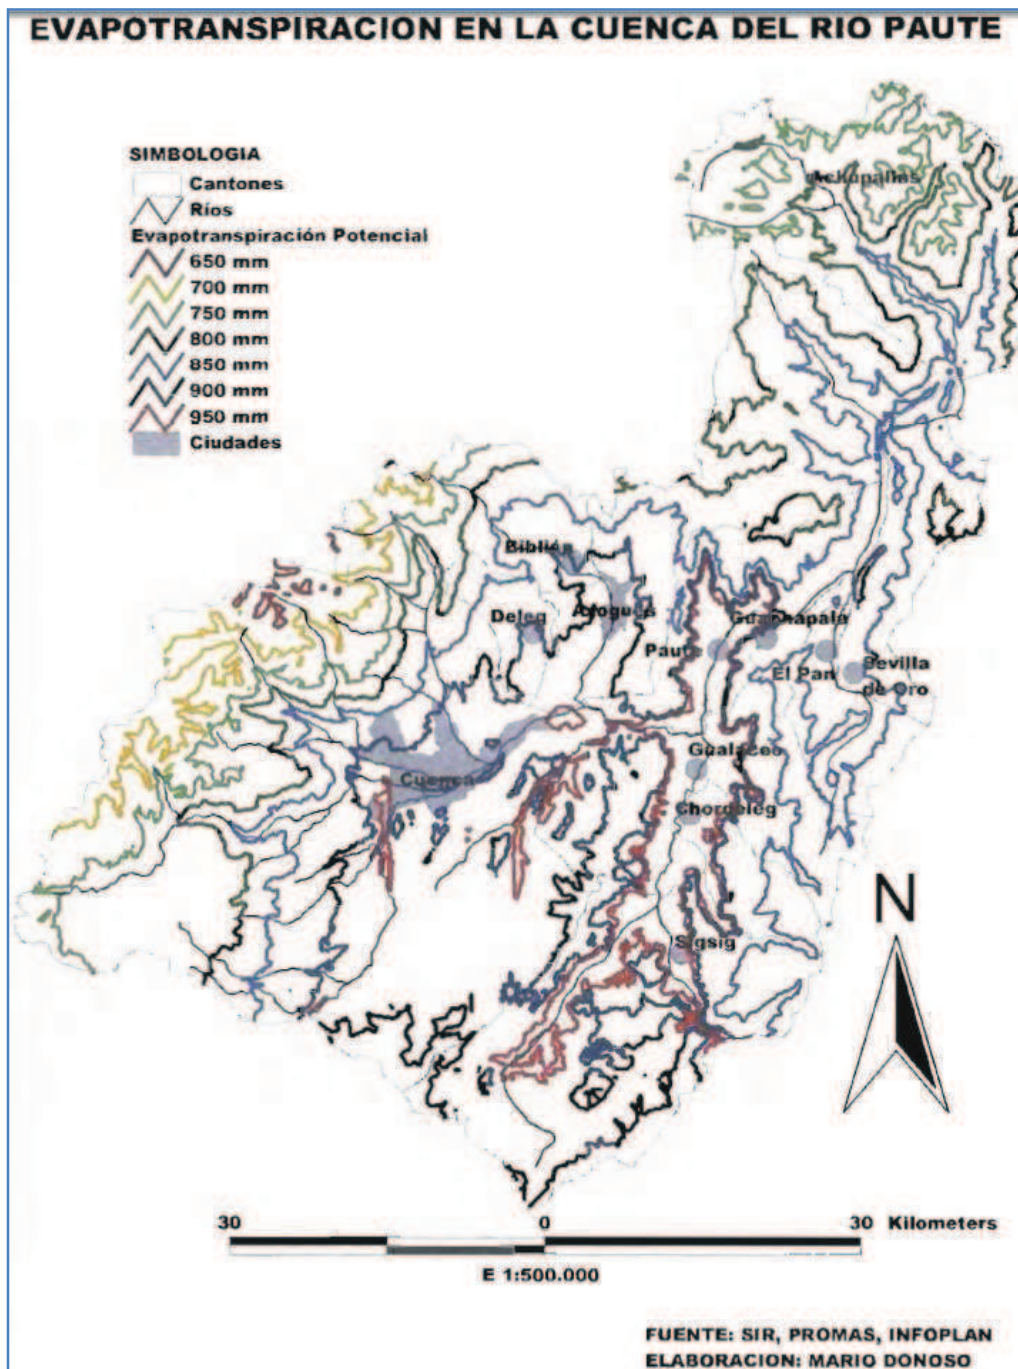 EVAPOTRANSPIRACION EN LA CUENCA DEL RIO PAUTE
SIMBOLOGIA
Cantones
Ríos
Evapotranspiración Potencial
650 mm
700 mm
750 mm
800 mm
850 mm
900 mm
950 mm
Ciudades
Achupallas
Biblián
Deleg
Azogues
Guachapala
Paute
El Pan
Sevilla
de Oro
Gualaceo
Cuenca
Chordeleg
N
Sigsig
30 0 30 Kilometers
E 1:500.000
FUENTE: SIR, PROMAS, INFOPLAN
ELABORACION: MARIO DONOSO